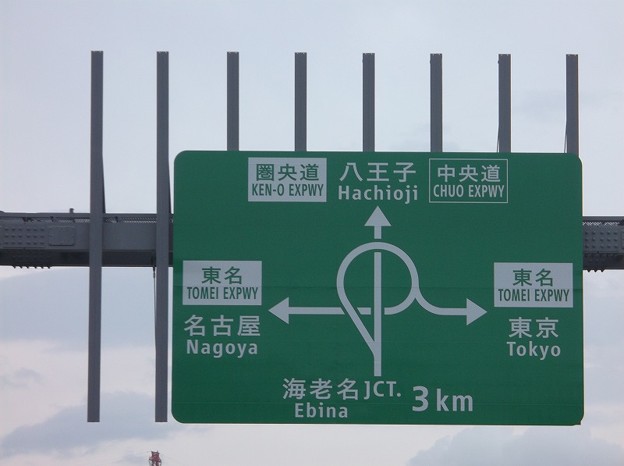 圏央道
KEN-O EXPWY
八王子
Hachioji
中央道
CHUO EXPWY
東名
TOMEI EXPWY
名古屋
Nagoya
東名
TOMEI EXPWY
東京
Tokyo
海老名JCT. 3km
Ebina